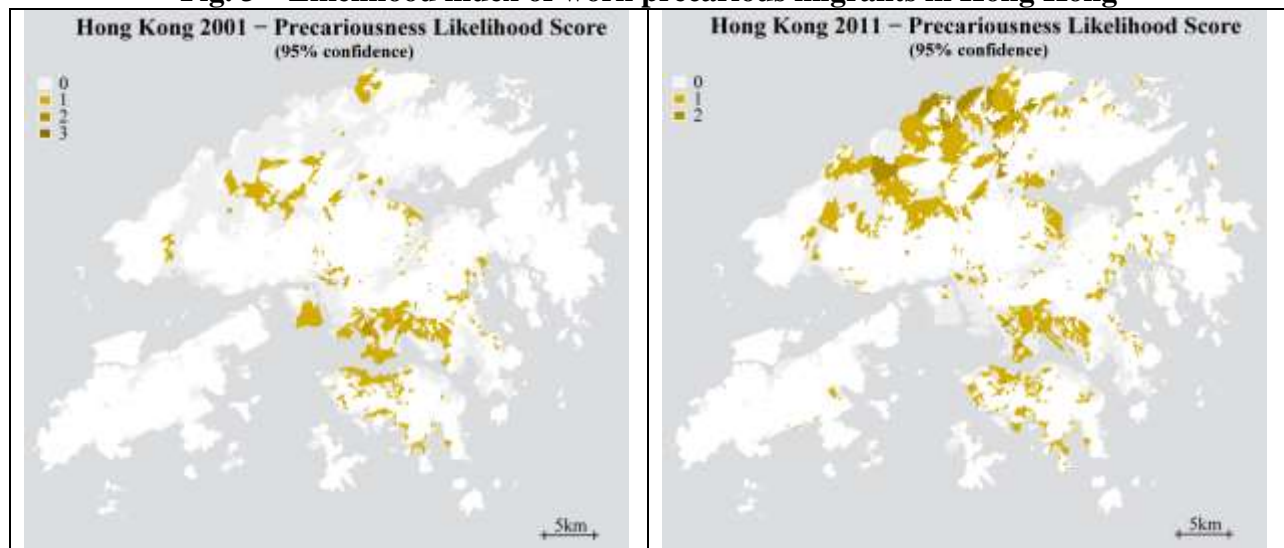 Hong Kong 2001 − Precariousness Likelihood Score
(95% confidence)
0
1
2
3
5km
Hong Kong 2011 − Precariousness Likelihood Score
(95% confidence)
0
1
2
5km